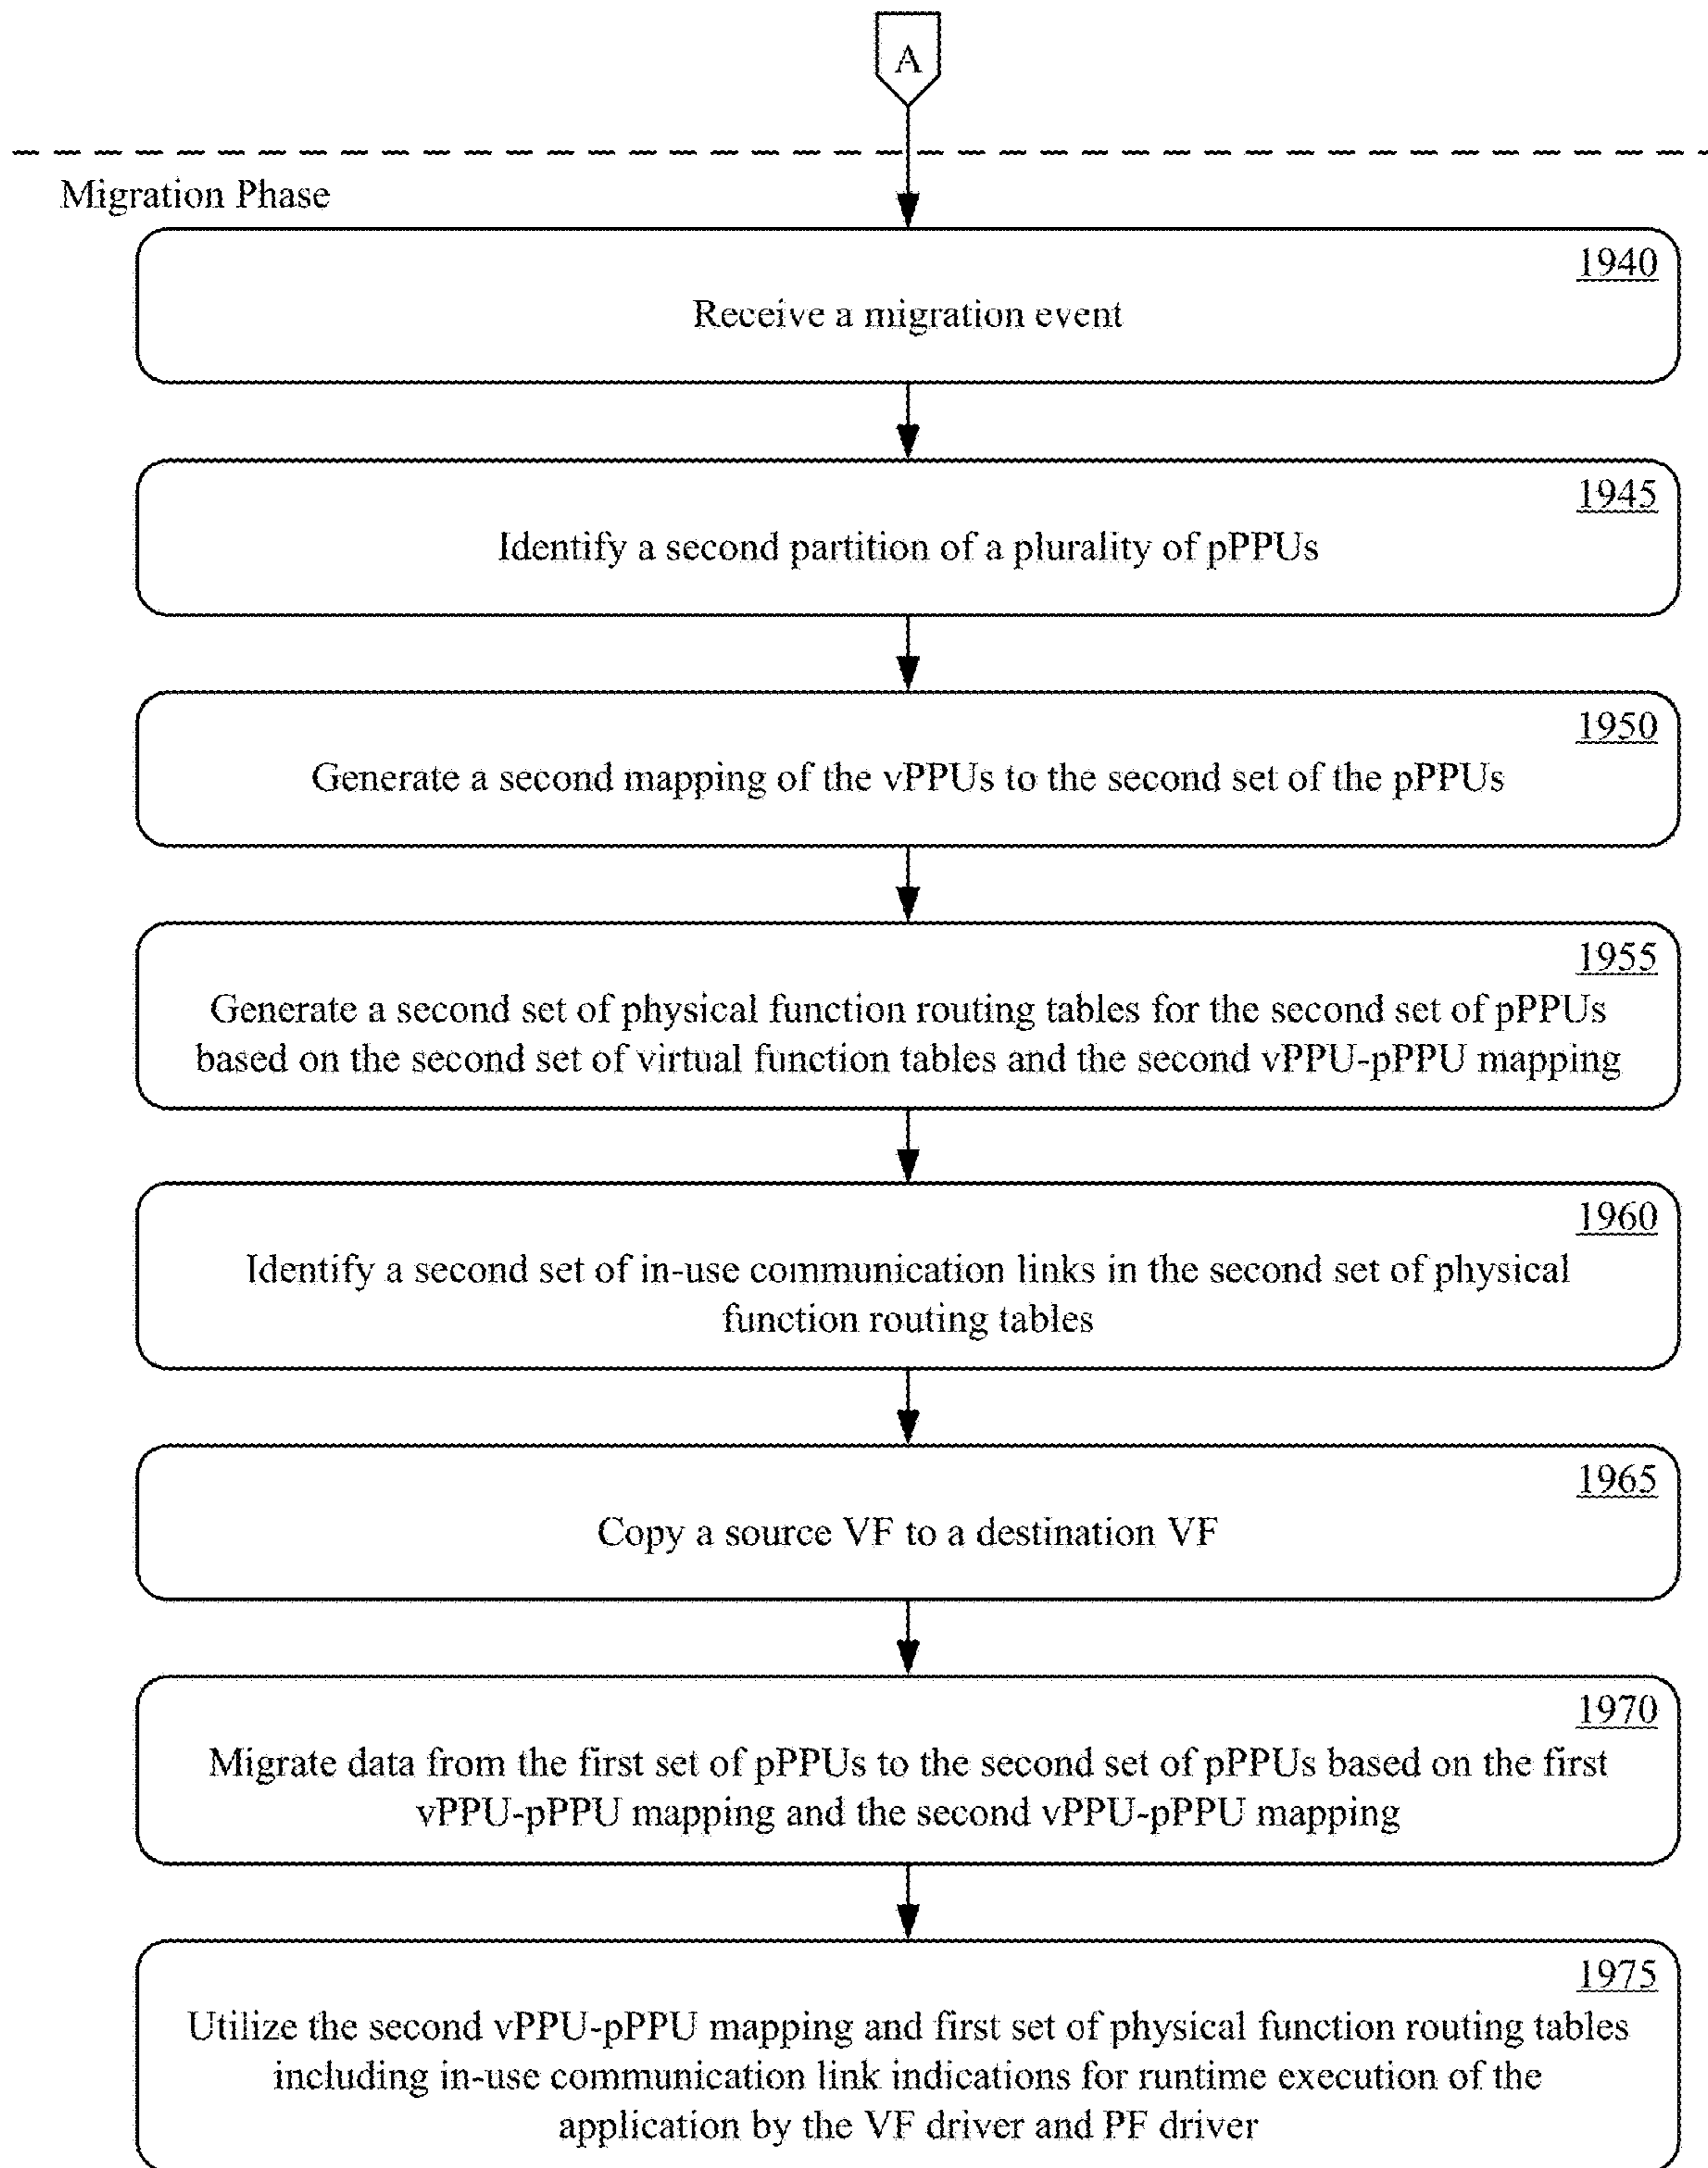 A
Migration Phase
1940
Receive a migration event
1945
Identify a second partition of a plurality of pPPUs
1950
Generate a second mapping of the vPPUs to the second set of the pPPUs
1955
Generate a second set of physical function routing tables for the second set of pPPUs
based on the second set of virtual function tables and the second vPPU-pPPU mapping
1960
Identify a second set of in-use communication links in the second set of physical
function routing tables
1965
Copy a source VF to a destination VF
1970
Migrate data from the first set of pPPUs to the second set of pPPUs based on the first
vPPU-pPPU mapping and the second vPPU-pPPU mapping
1975
Utilize the second vPPU-pPPU mapping and first set of physical function routing tables
including in-use communication link indications for runtime execution of the
application by the VF driver and PF driver